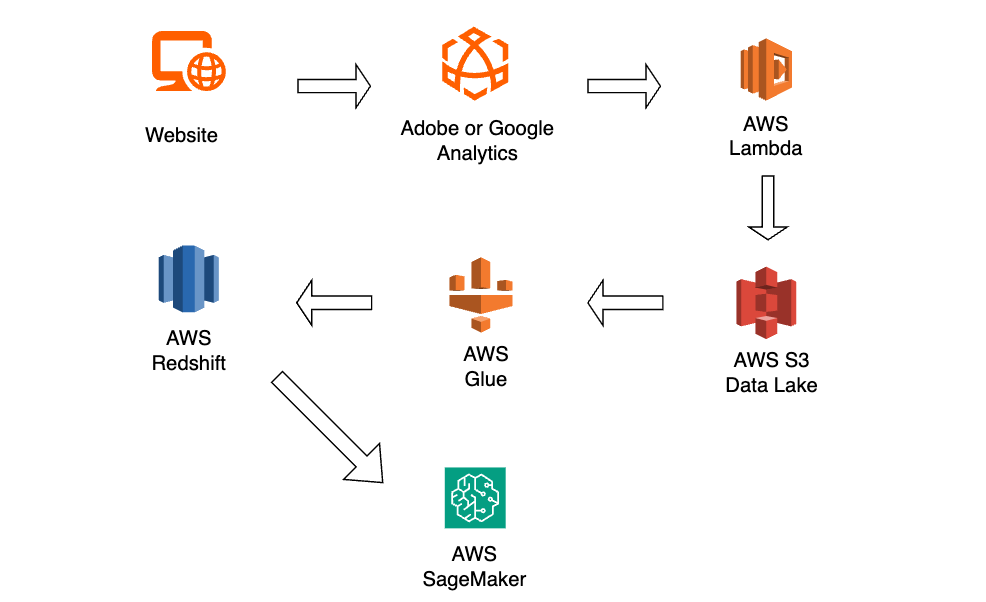 Website
Adobe or Google
Analytics
AWS
Lambda
AWS
Redshift
AWS
Glue
AWS S3
Data Lake
AWS
SageMaker